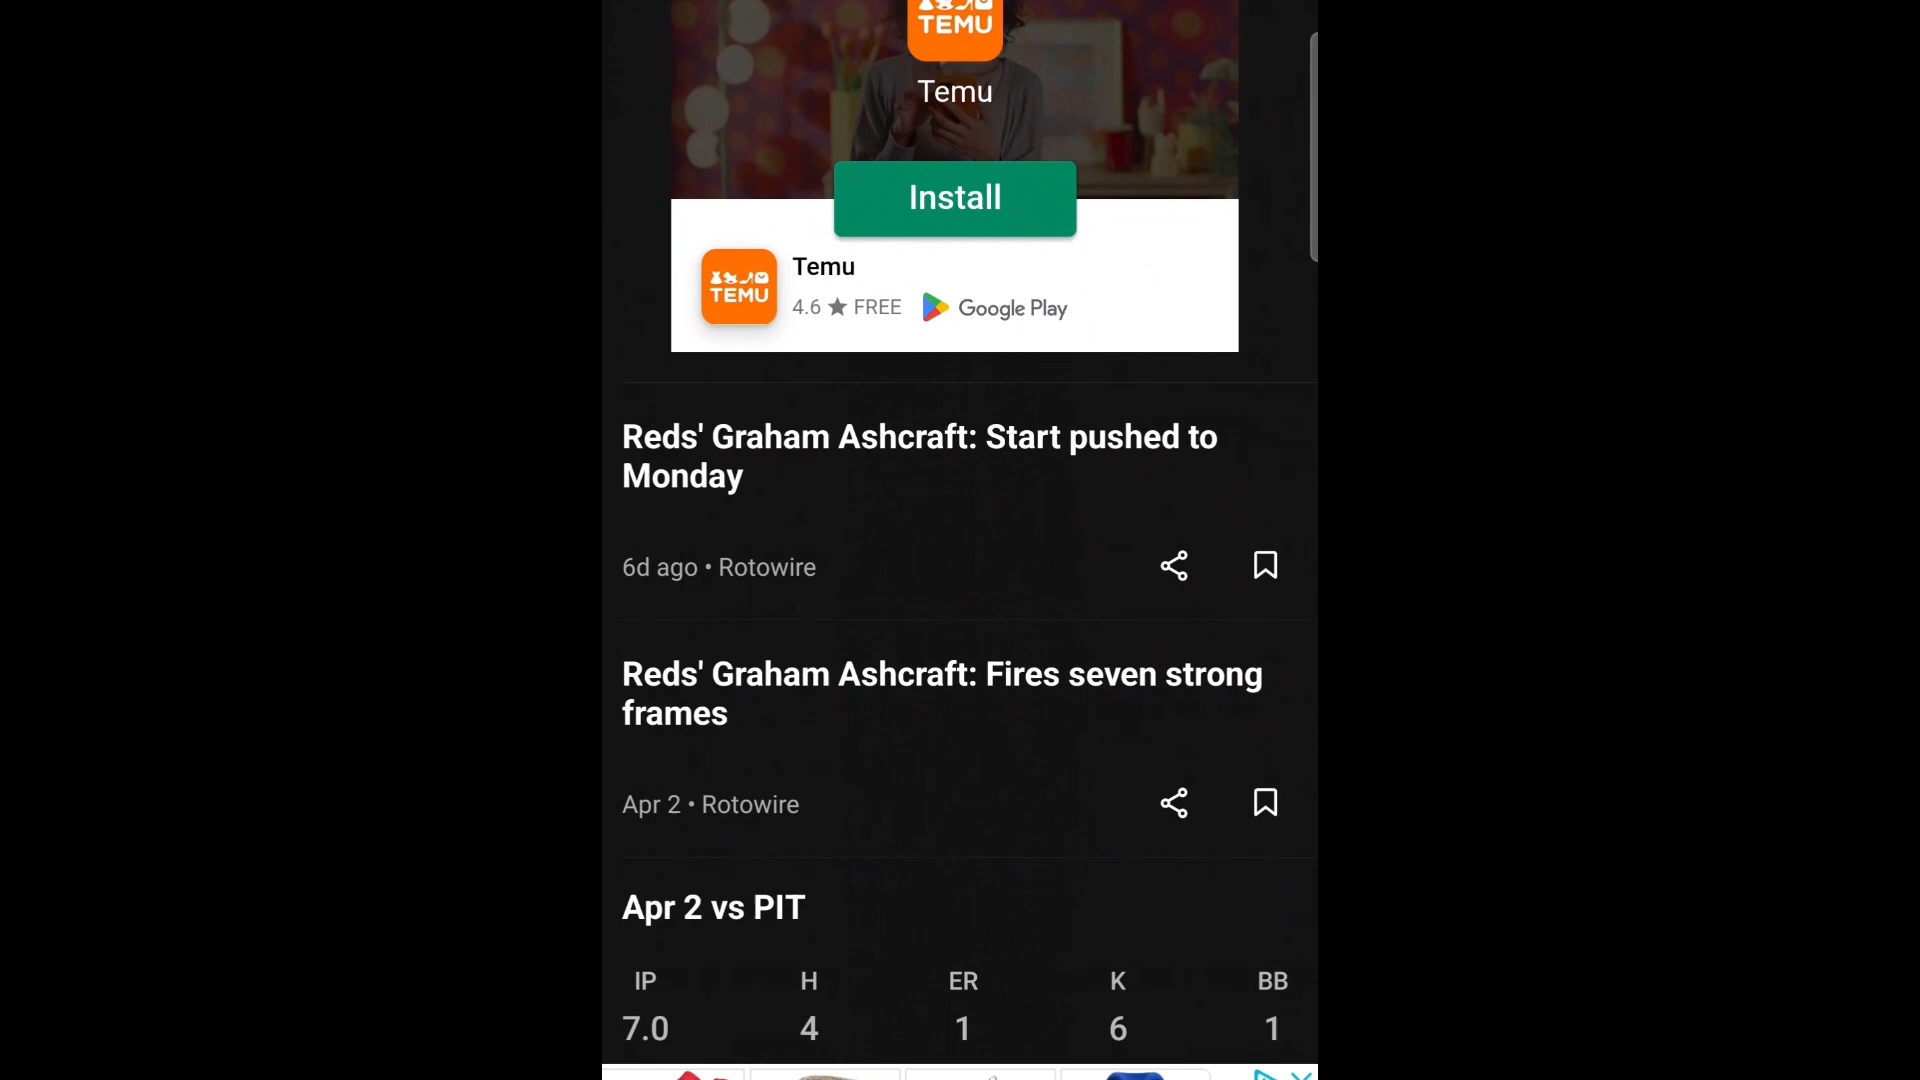 TEMU
Temu
Install
TEMU
Temu
4.6 ★ FREE Google Play
Reds' Graham Ashcraft: Start pushed to
Monday
6d ago • Rotowire
Reds' Graham Ashcraft: Fires seven strong
frames
Apr 2 • Rotowire
Apr 2 vs PIT
IP H ER K BB
7.0 4 1 6 1